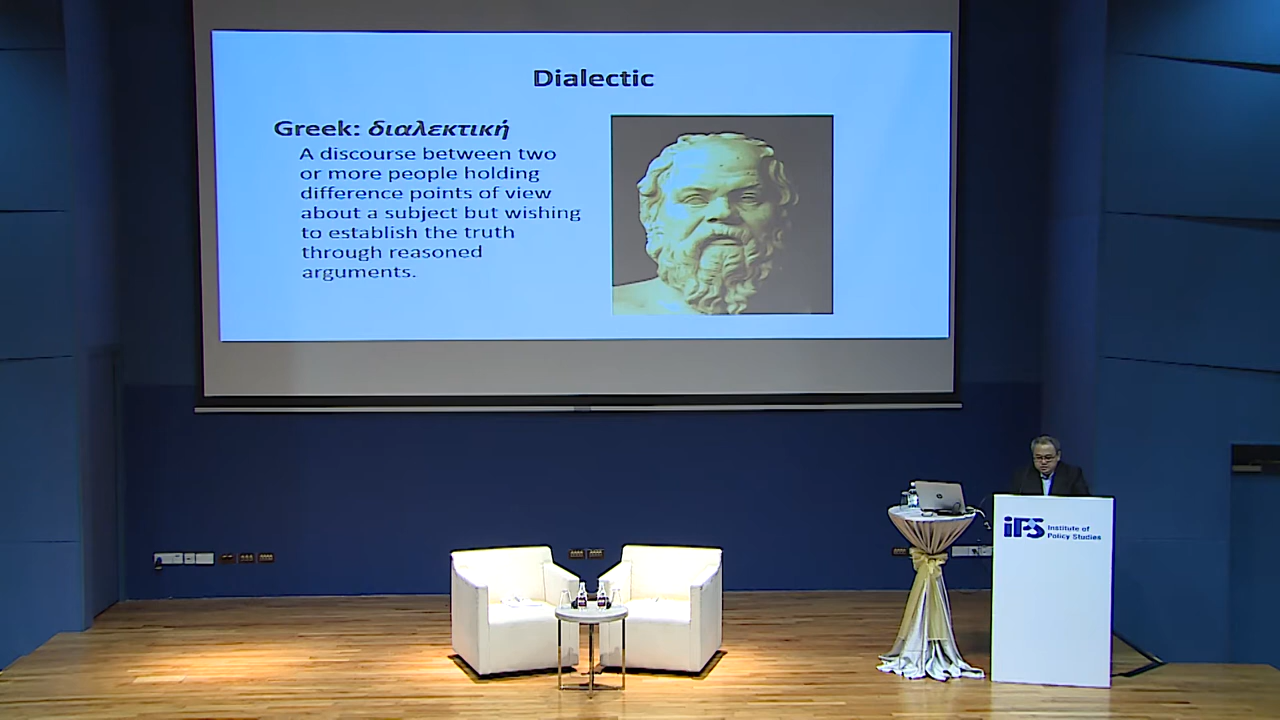 Dialectic
Greek: διαλεκτική
A discourse between two
or more people holding
difference points of view
about a subject but wishing
to establish the truth
through reasoned
arguments.
iPS Institute of
Policy Studies